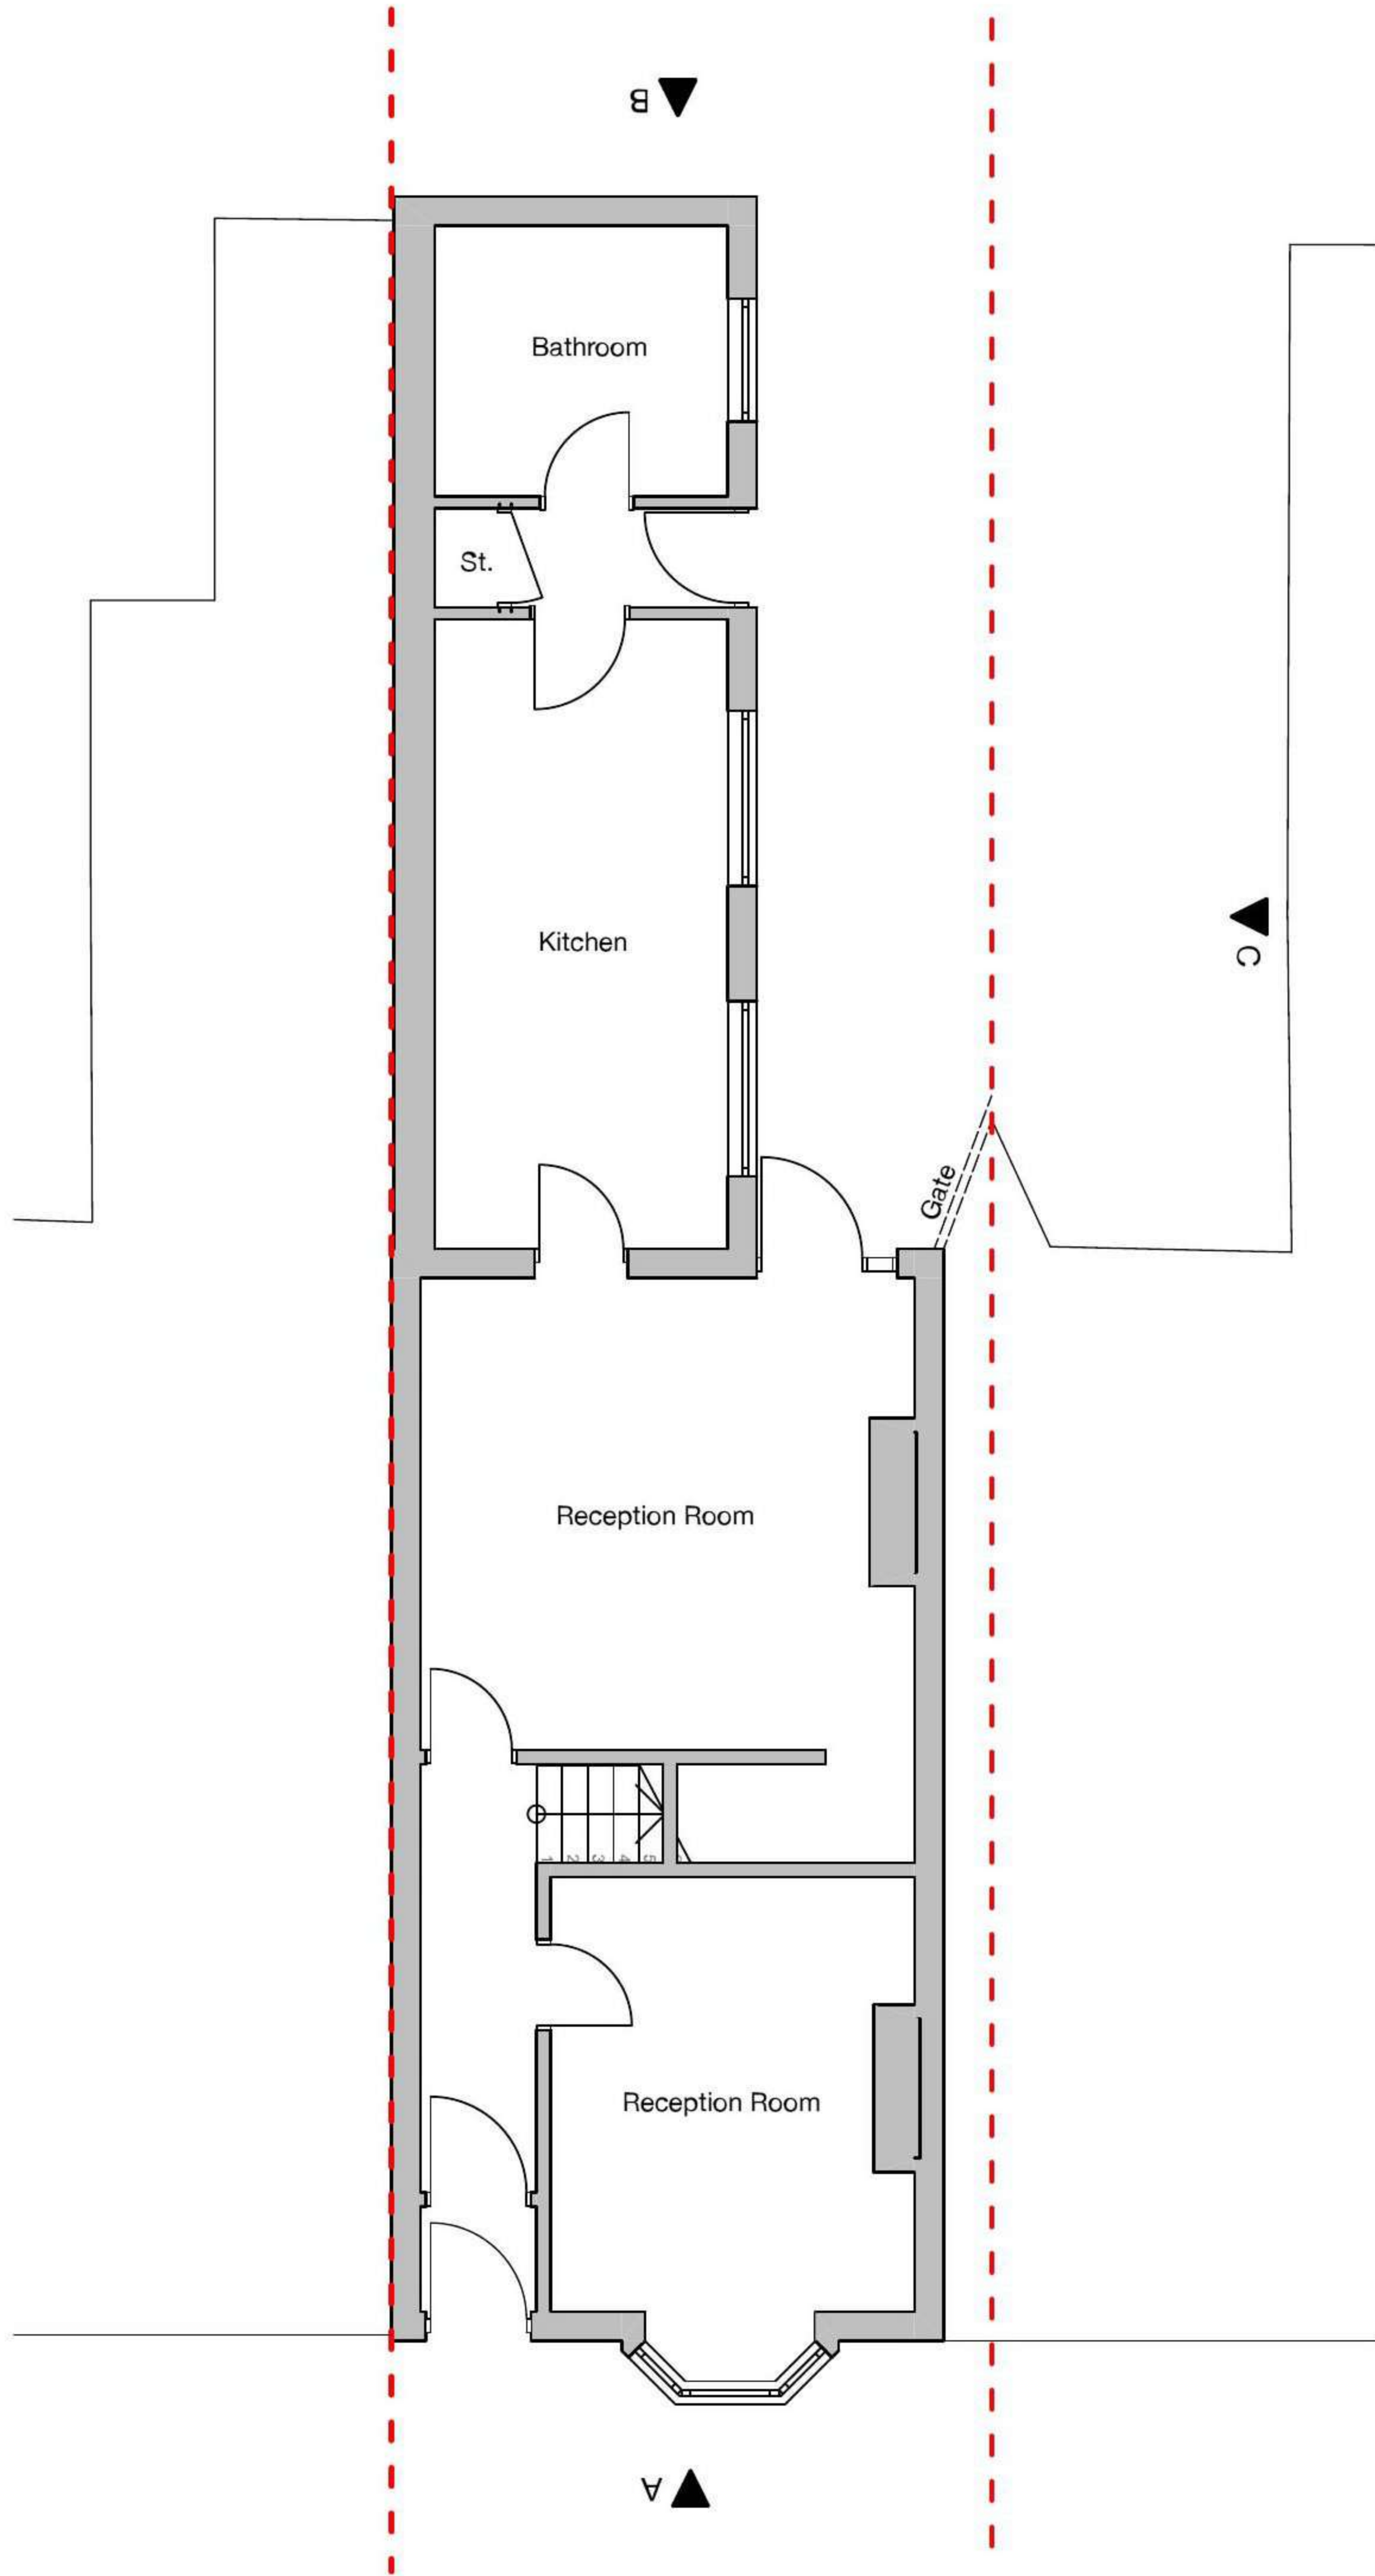 B
Bathroom
St.
Kitchen
C
Gate
Reception Room
1 2 3 4 5
Reception Room
A